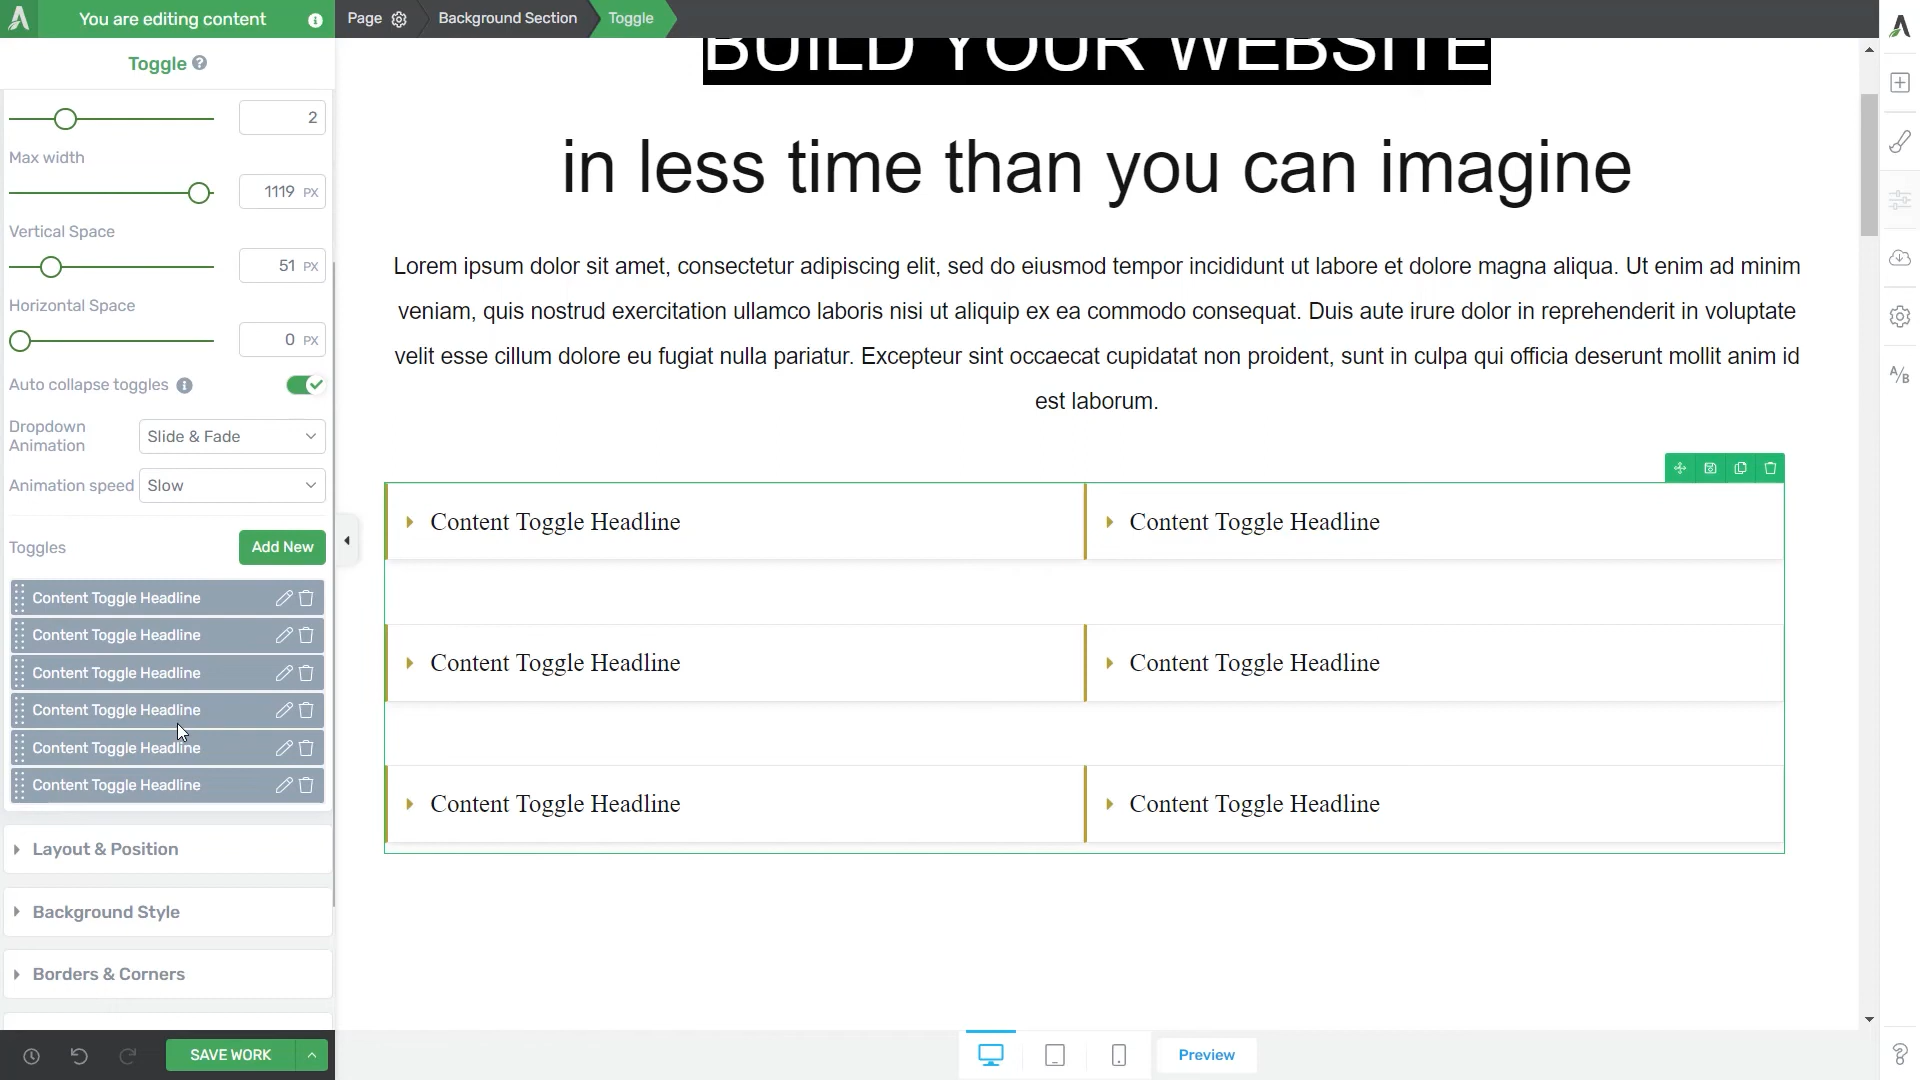 You are editing content
Page
Background Section
Toggle
Toggle
2
Max width
1119 PX
Vertical Space
51 PX
Horizontal Space
0 PX
Auto collapse toggles
Dropdown
Animation
Slide & Fade
Animation speed
Slow
Toggles
Add New
Content Toggle Headline
Content Toggle Headline
Content Toggle Headline
Content Toggle Headline
Content Toggle Headline
Content Toggle Headline
Layout & Position
Background Style
Borders & Corners
SAVE WORK
BUILD YOUR WEBSITE
in less time than you can imagine
Lorem ipsum dolor sit amet, consectetur adipiscing elit, sed do eiusmod tempor incididunt ut labore et dolore magna aliqua. Ut enim ad minim
veniam, quis nostrud exercitation ullamco laboris nisi ut aliquip ex ea commodo consequat. Duis aute irure dolor in reprehenderit in voluptate
velit esse cillum dolore eu fugiat nulla pariatur. Excepteur sint occaecat cupidatat non proident, sunt in culpa qui officia deserunt mollit anim id
est laborum.
Content Toggle Headline
Content Toggle Headline
Content Toggle Headline
Content Toggle Headline
Content Toggle Headline
Content Toggle Headline
Preview
A/B